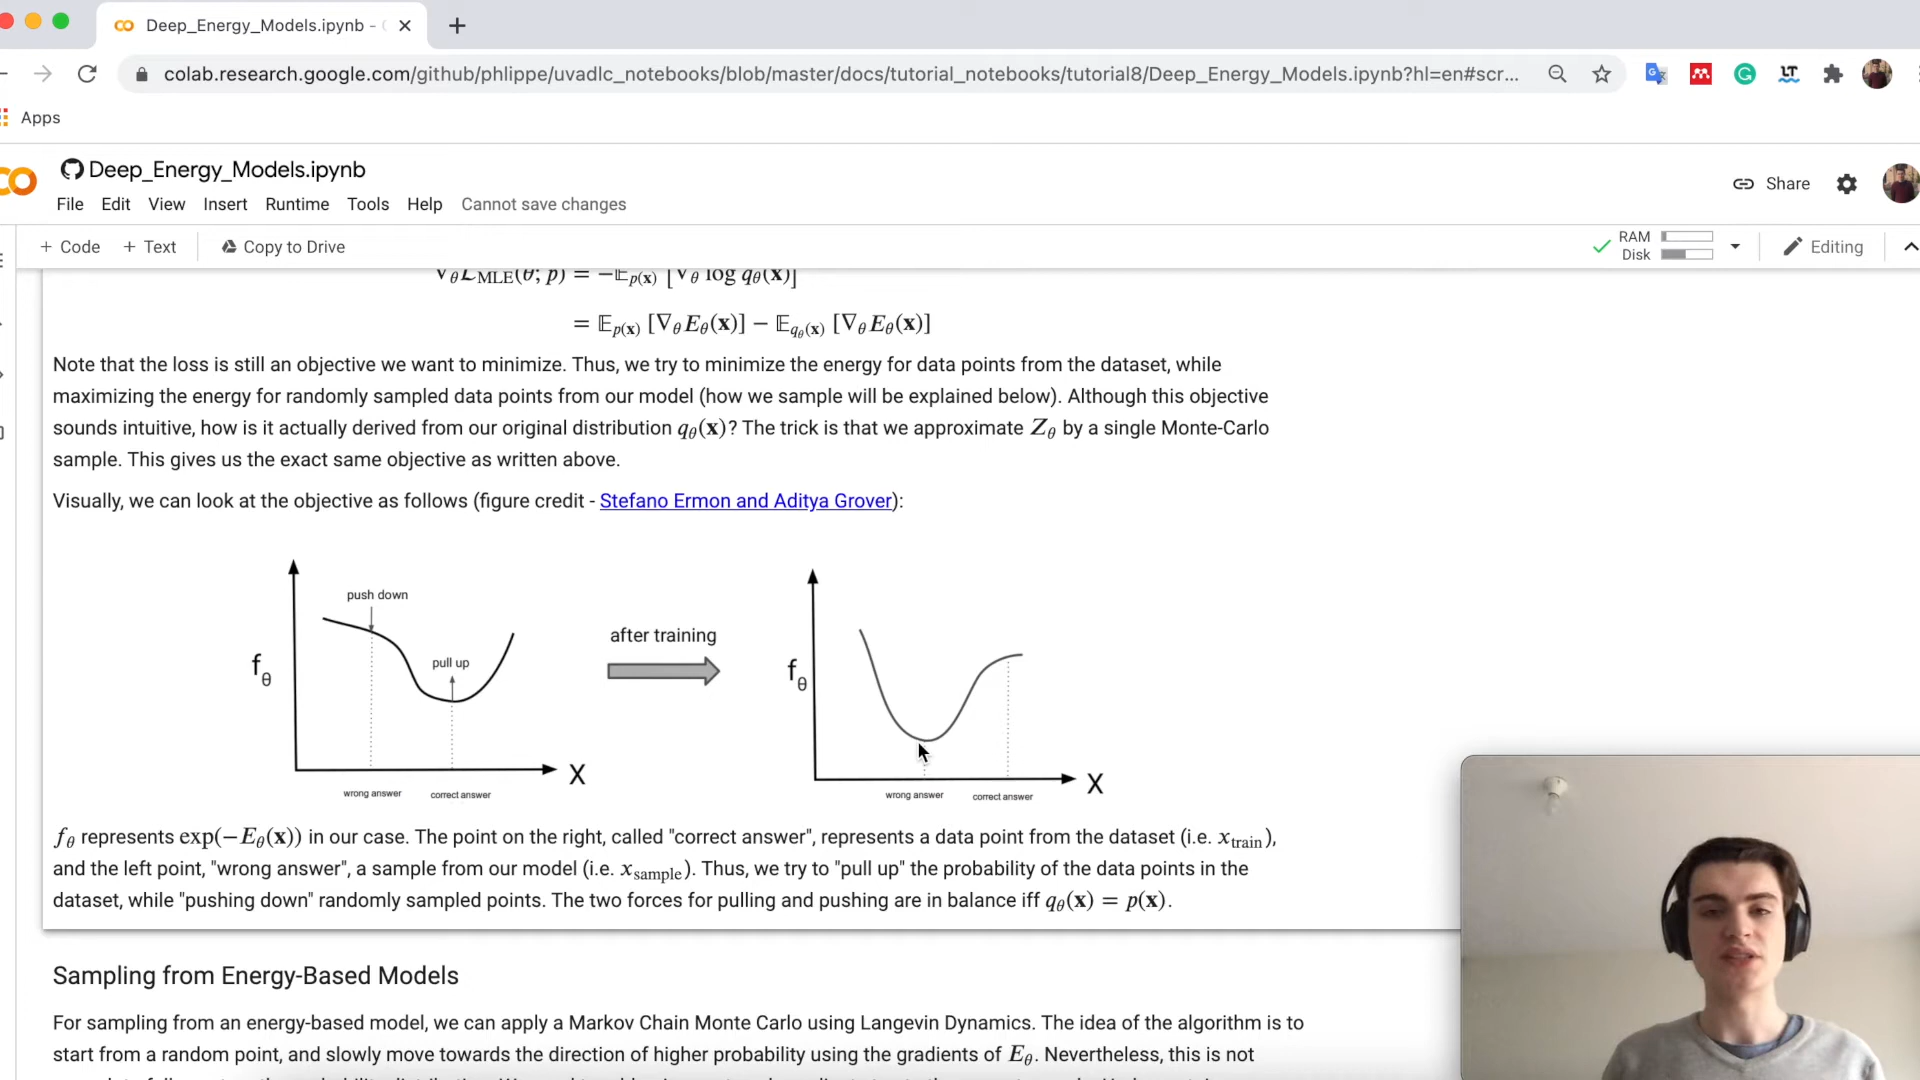 Deep_Energy_Models.ipynb -
colab.research.google.com/github/phlippe/uvadlc_notebooks/blob/master/docs/tutorial_notebooks/tutorial8/Deep_Energy_Models.ipynb?hl=en#scr...
Apps
Deep_Energy_Models.ipynb
Share
File Edit View Insert Runtime Tools Help Cannot save changes
+ Code + Text Copy to Drive
RAM
Disk
Editing
∇θ ℒMLE(θ; p) = −𝔼p(x) [∇θ log qθ(x)]
= 𝔼p(x) [∇θ Eθ(x)] − 𝔼qθ(x) [∇θ Eθ(x)]
Note that the loss is still an objective we want to minimize. Thus, we try to minimize the energy for data points from the dataset, while
maximizing the energy for randomly sampled data points from our model (how we sample will be explained below). Although this objective
sounds intuitive, how is it actually derived from our original distribution qθ(x)? The trick is that we approximate Zθ by a single Monte-Carlo
sample. This gives us the exact same objective as written above.
Visually, we can look at the objective as follows (figure credit - Stefano Ermon and Aditya Grover):
push down
pull up
fθ
X
wrong answer correct answer
after training
fθ
X
wrong answer correct answer
fθ represents exp(−Eθ(x)) in our case. The point on the right, called "correct answer", represents a data point from the dataset (i.e. xtrain),
and the left point, "wrong answer", a sample from our model (i.e. xsample). Thus, we try to "pull up" the probability of the data points in the
dataset, while "pushing down" randomly sampled points. The two forces for pulling and pushing are in balance iff qθ(x) = p(x).
Sampling from Energy-Based Models
For sampling from an energy-based model, we can apply a Markov Chain Monte Carlo using Langevin Dynamics. The idea of the algorithm is to
start from a random point, and slowly move towards the direction of higher probability using the gradients of Eθ. Nevertheless, this is not